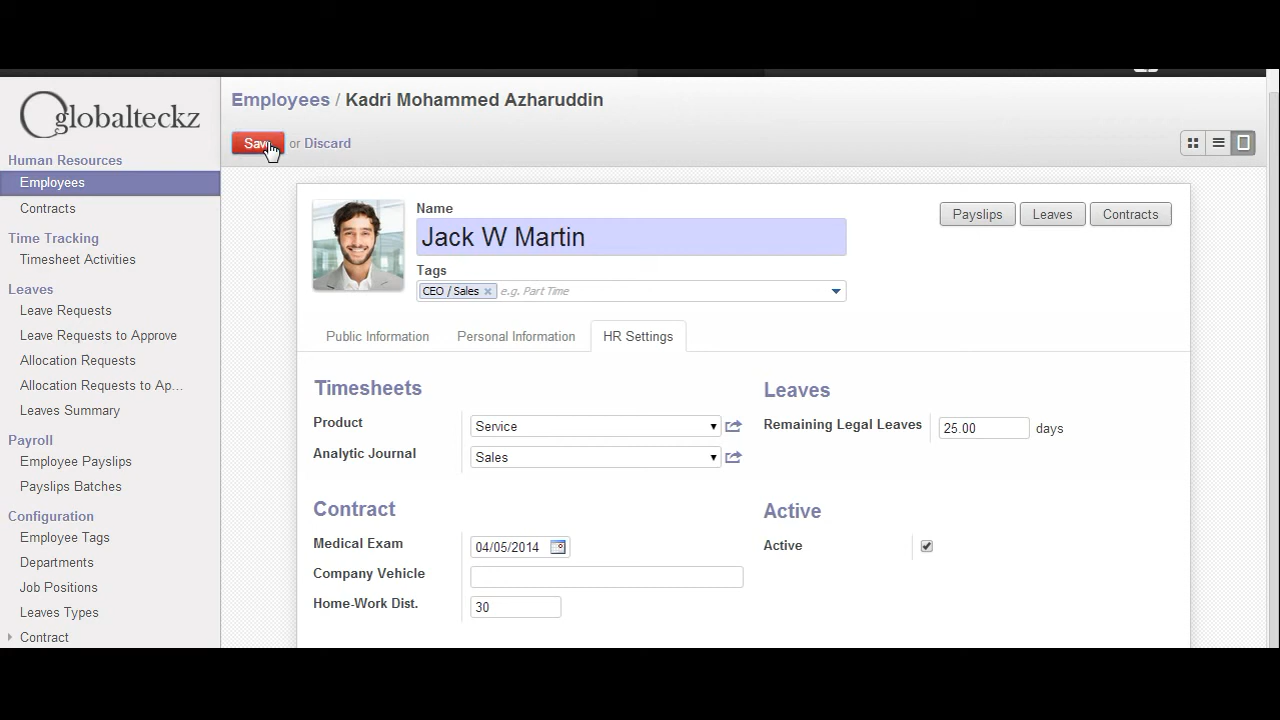 globalteckz
Employees / Kadri Mohammed Azharuddin
Save or Discard
Human Resources
Employees
Contracts
Time Tracking
Timesheet Activities
Leaves
Leave Requests
Leave Requests to Approve
Allocation Requests
Allocation Requests to Ap...
Leaves Summary
Payroll
Employee Payslips
Payslips Batches
Configuration
Employee Tags
Departments
Job Positions
Leaves Types
Contract
Name
Jack W Martin
Tags
CEO / Sales × e.g. Part Time
Payslips Leaves Contracts
Public Information Personal Information HR Settings
Timesheets
Product Service
Analytic Journal Sales
Leaves
Remaining Legal Leaves 25.00 days
Contract
Medical Exam 04/05/2014
Company Vehicle
Home-Work Dist. 30
Active
Active